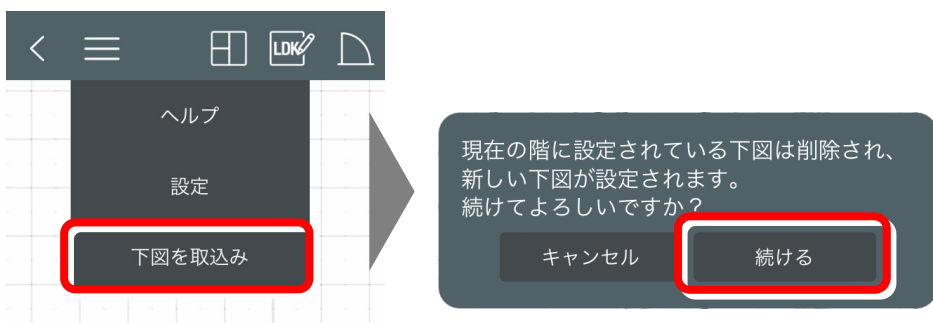 LDK
ヘルプ
設定
下図を取込み
現在の階に設定されている下図は削除され、
新しい下図が設定されます。
続けてよろしいですか？
キャンセル
続ける